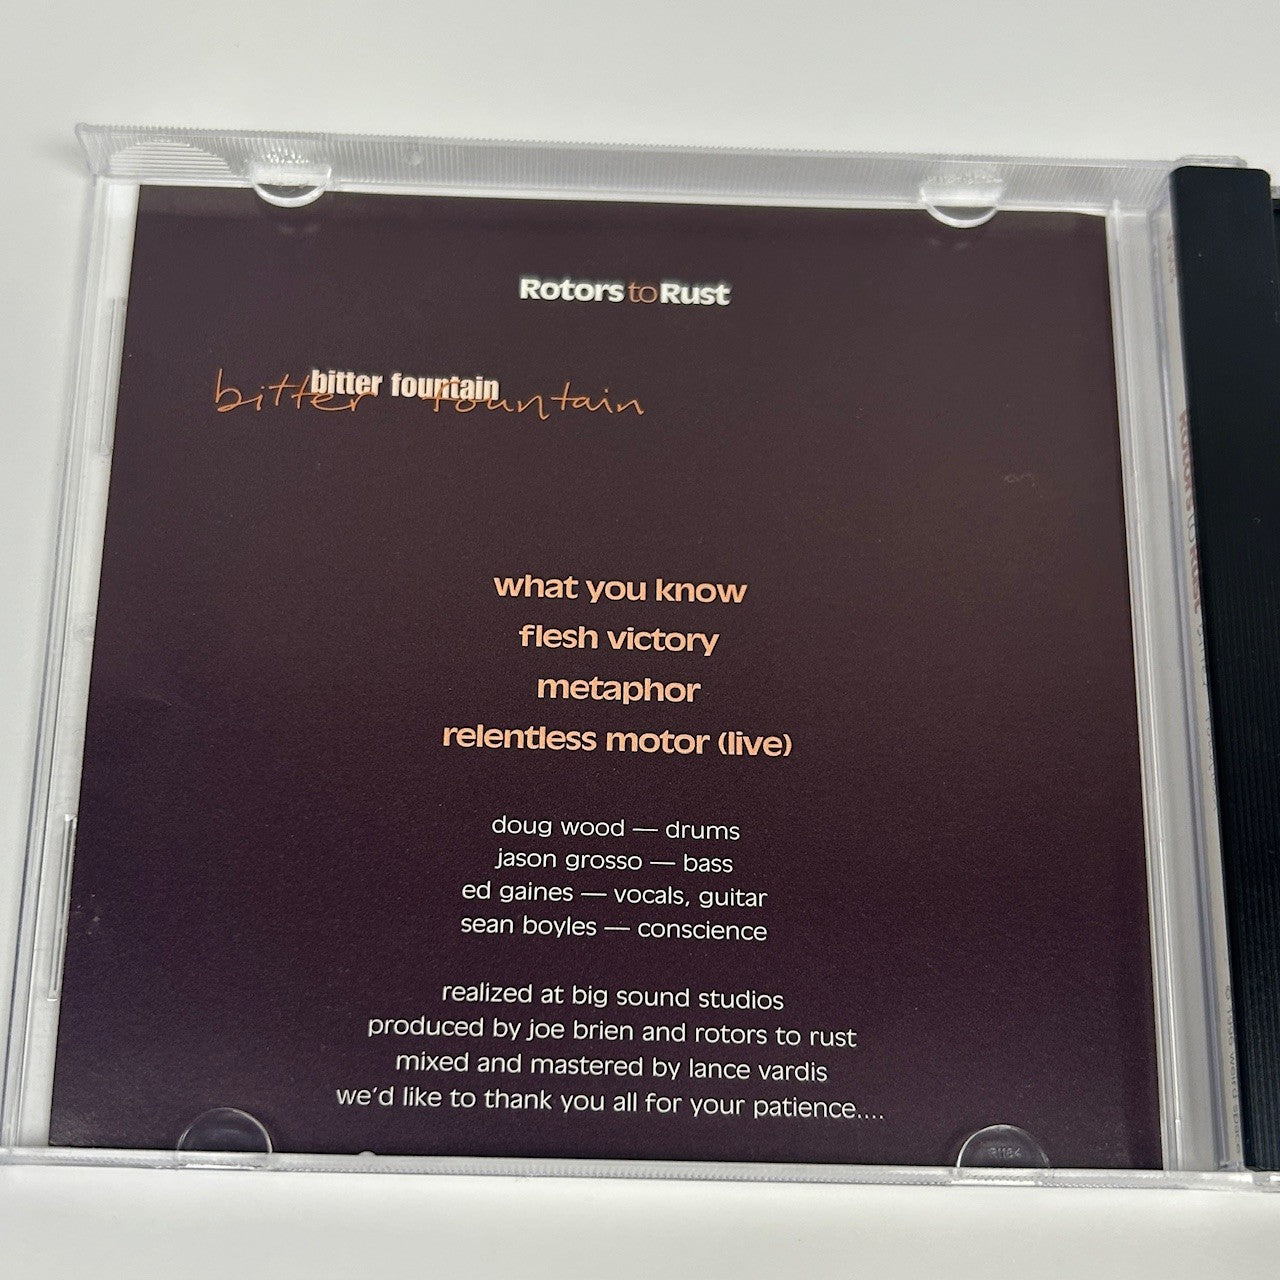 Rotors to Rust
bitter fountain
bitter fountain
what you know
flesh victory
metaphor
relentless motor (live)
doug wood — drums
jason grosso — bass
ed gaines — vocals, guitar
sean boyles — conscience
realized at big sound studios
produced by joe brien and rotors to rust
mixed and mastered by lance vardis
we'd like to thank you all for your patience....
Rotors to Rust